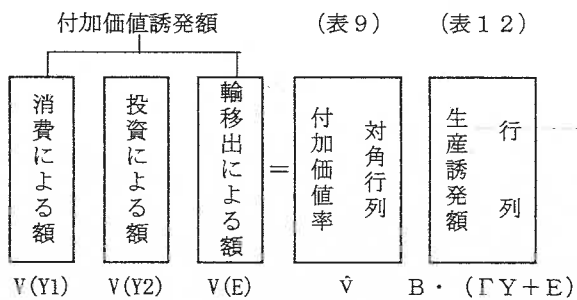 付加価値誘発額 (表9) (表12)
消費による額
投資による額
輸移出による額
=
付加価値率
対角行列
生産誘発額
行列
V(Y1) V(Y2) V(E) v̂ B・(ΓY+E)